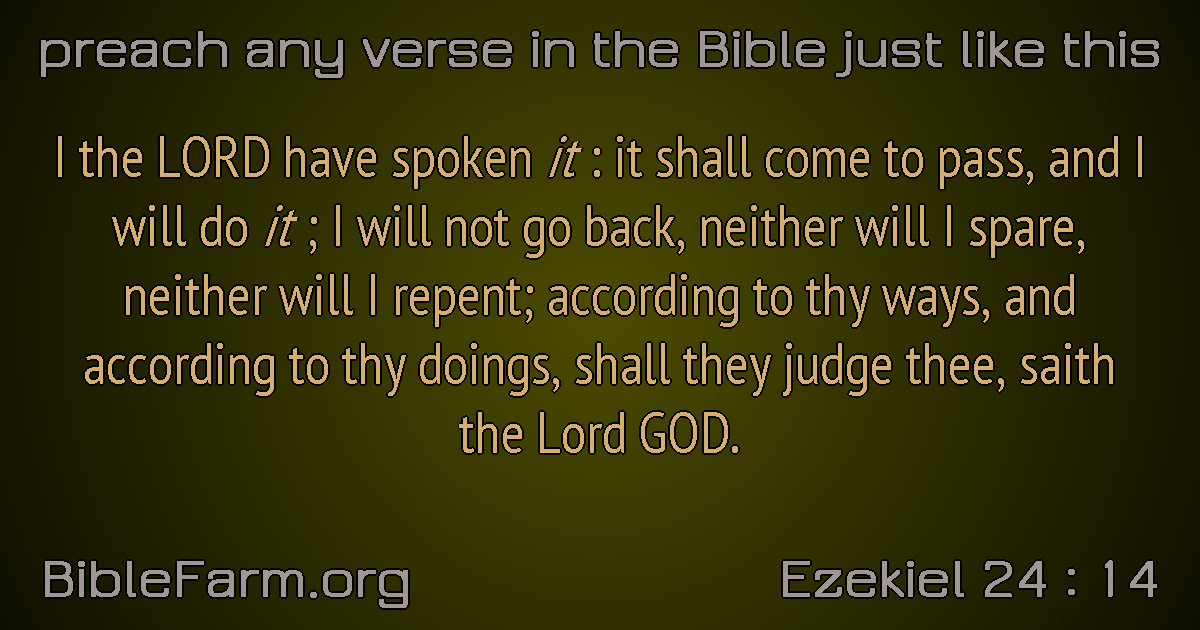 preach any verse in the Bible just like this
I the LORD have spoken it : it shall come to pass, and I
will do it ; I will not go back, neither will I spare,
neither will I repent; according to thy ways, and
according to thy doings, shall they judge thee, saith
the Lord GOD.
BibleFarm.org
Ezekiel 24 : 14